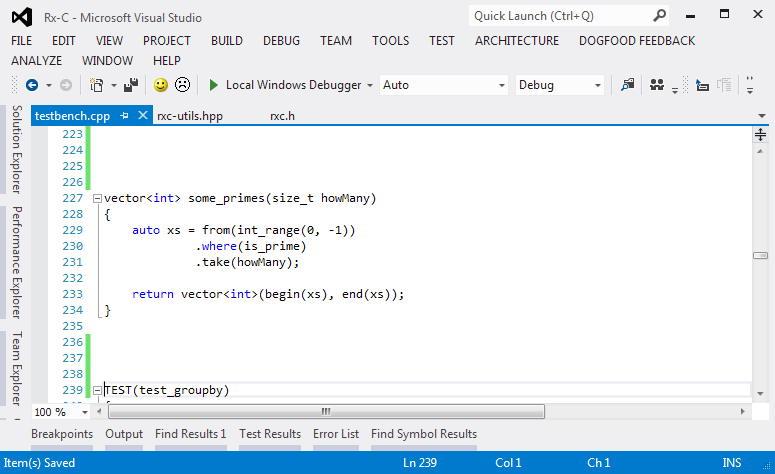 Rx-C - Microsoft Visual Studio
Quick Launch (Ctrl+Q)
FILE EDIT VIEW PROJECT BUILD DEBUG TEAM TOOLS TEST ARCHITECTURE DOGFOOD FEEDBACK
ANALYZE WINDOW HELP
Local Windows Debugger Auto Debug
Solution Explorer
Performance Explorer
Team Explorer
testbench.cpp rxc-utils.hpp rxc.h
223
224
225
226
227 vector<int> some_primes(size_t howMany)
228 {
229     auto xs = from(int_range(0, -1))
230              .where(is_prime)
231              .take(howMany);
232
233     return vector<int>(begin(xs), end(xs));
234 }
235
236
237
238
239 TEST(test_groupby)
100 %
Breakpoints Output Find Results 1 Test Results Error List Find Symbol Results
Item(s) Saved Ln 239 Col 1 Ch 1 INS